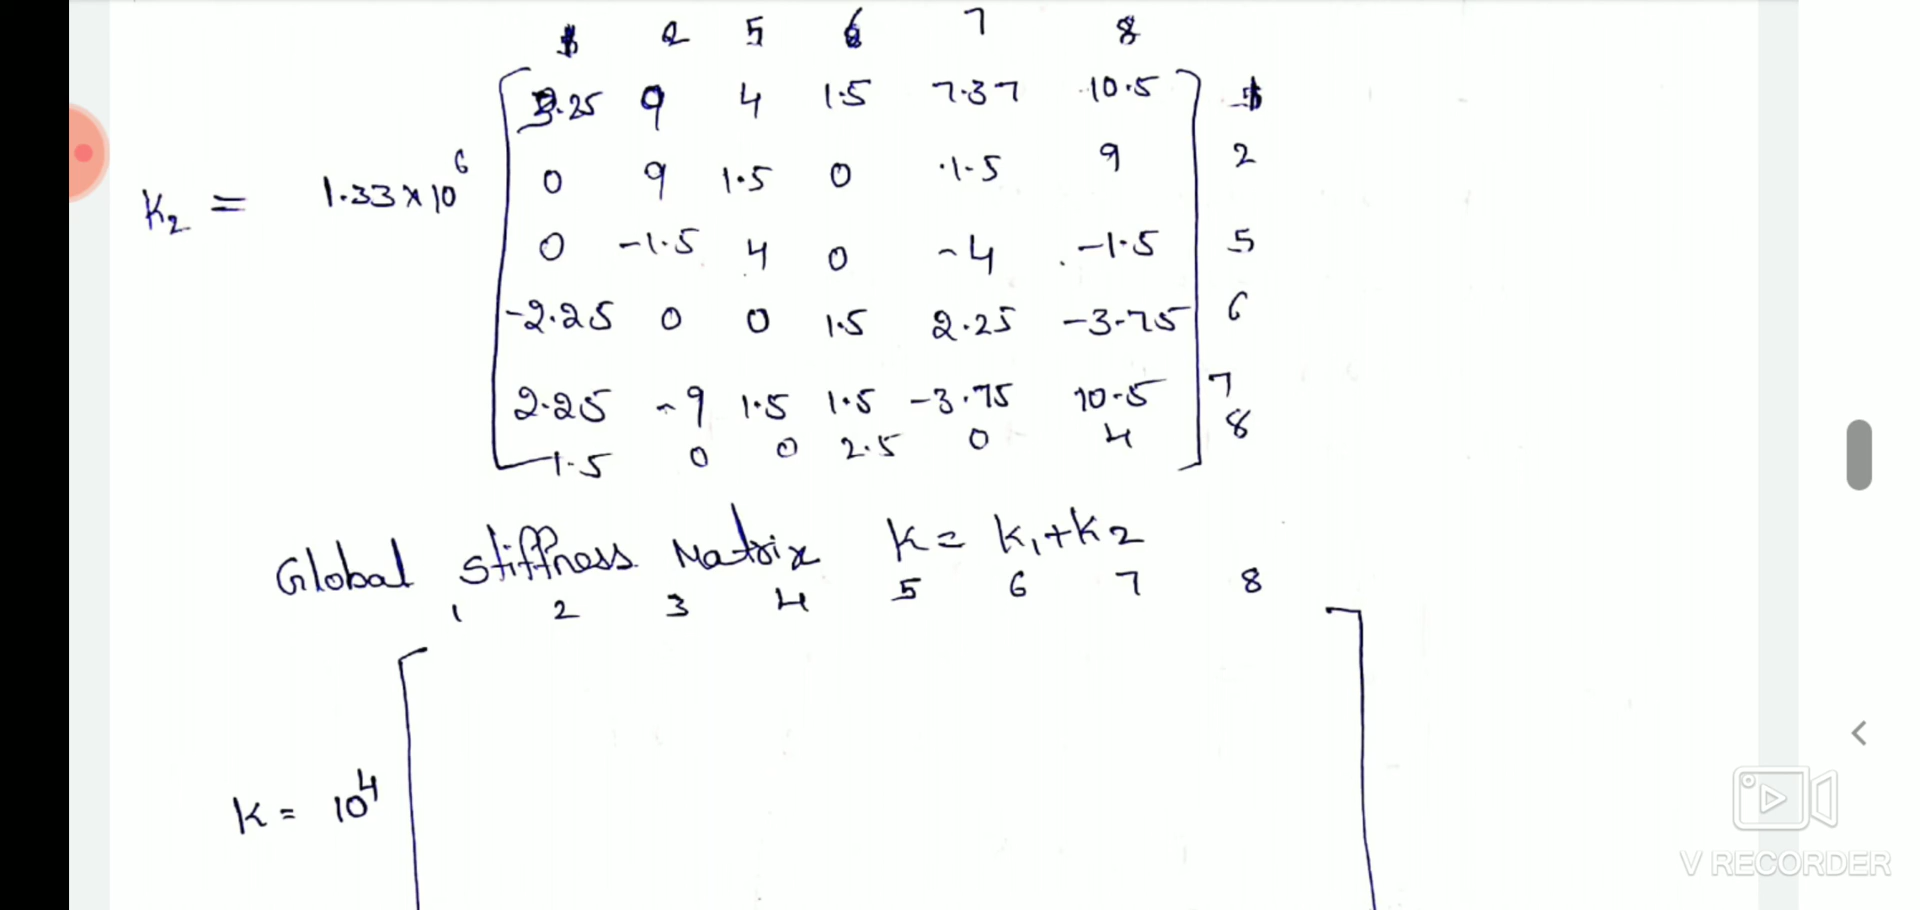 2 5 6 7 8
.25 9 4 1.5 7.37 10.5
0 9 1.5 0 1.5 9 2
K2 = 1.33×10^6
0 -1.5 4 0 -4 -1.5 5
-2.25 0 0 1.5 2.25 -3.75 6
2.25 -9 1.5 1.5 -3.75 10.5 7
1.5 0 0 2.5 0 4 8
Global stiffness Matrix K= K1+K2
1 2 3 4 5 6 7 8
K= 10^4
V RECORDER